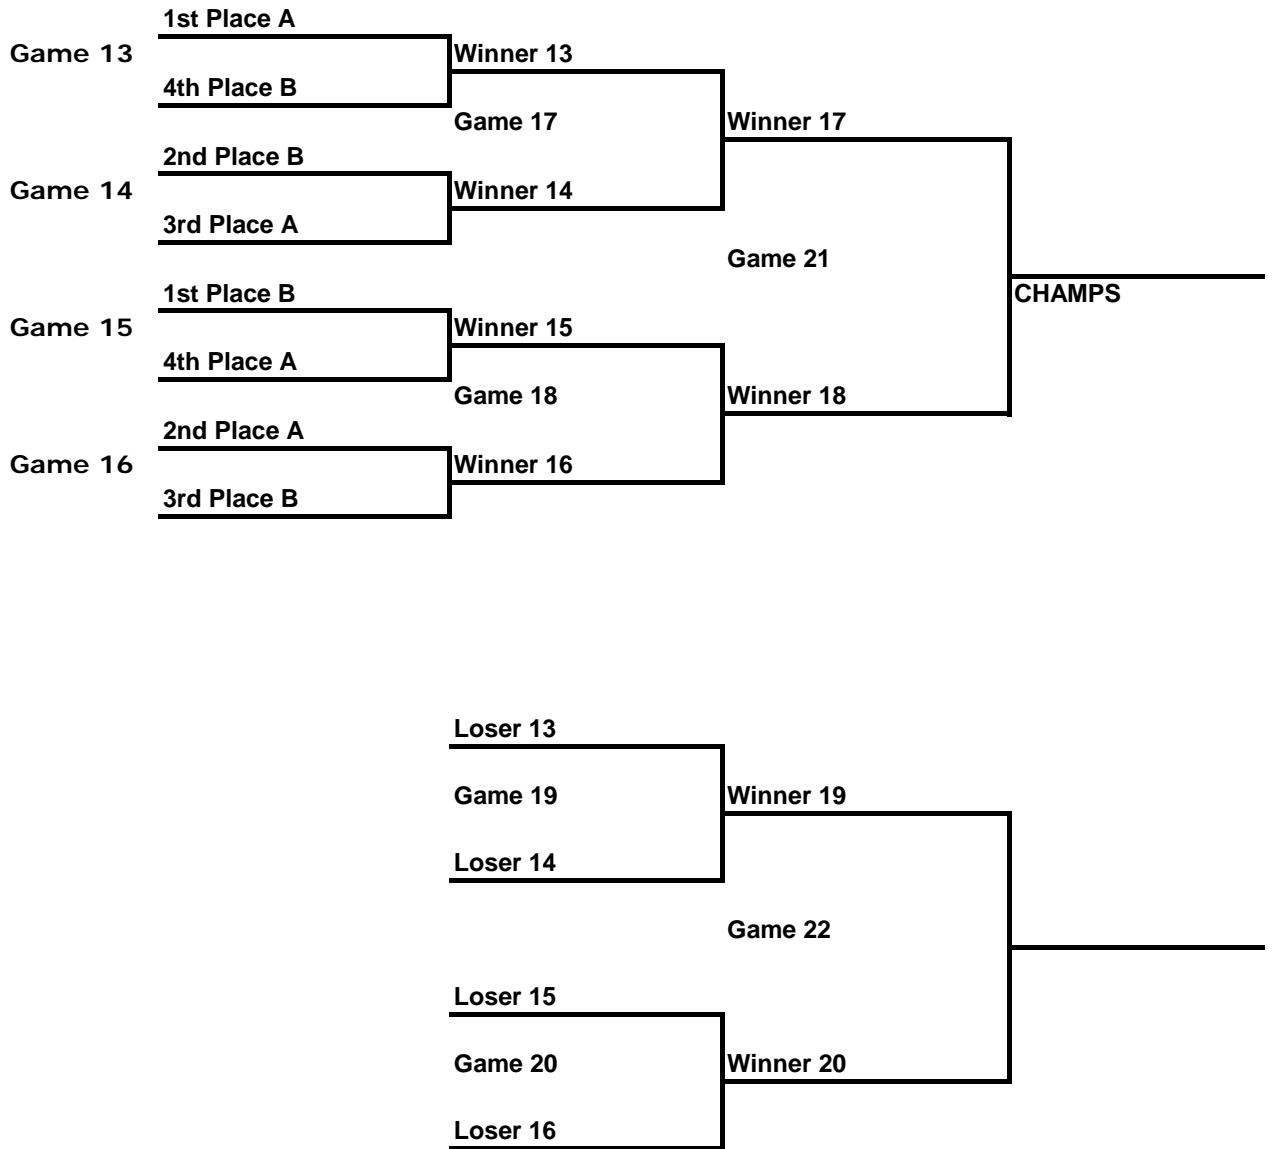 1st Place A
Game 13
Winner 13
4th Place B
Game 17
Winner 17
2nd Place B
Game 14
Winner 14
3rd Place A
Game 21
1st Place B
CHAMPS
Game 15
Winner 15
4th Place A
Game 18
Winner 18
2nd Place A
Game 16
Winner 16
3rd Place B
Loser 13
Game 19
Winner 19
Loser 14
Game 22
Loser 15
Game 20
Winner 20
Loser 16